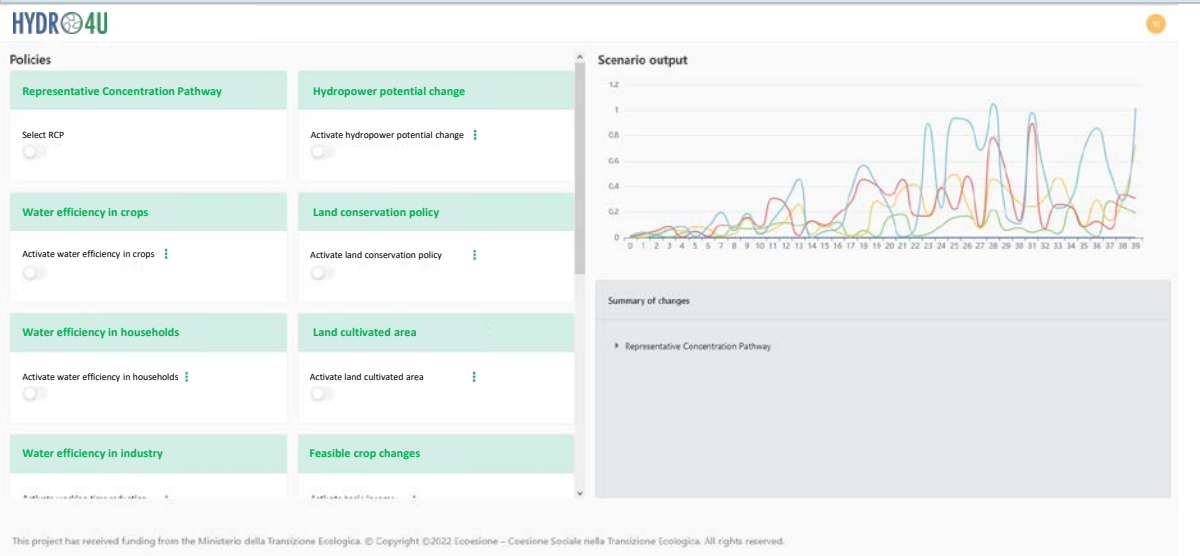 HYDRO4U
Policies
Representative Concentration Pathway
Select RCP
Hydropower potential change
Activate hydropower potential change
Water efficiency in crops
Activate water efficiency in crops
Land conservation policy
Activate land conservation policy
Water efficiency in households
Activate water efficiency in households
Land cultivated area
Activate land cultivated area
Water efficiency in industry
Feasible crop changes
Scenario output
1.2
1
0.8
0.6
0.4
0.2
0
0 1 2 3 4 5 6 7 8 9 10 11 12 13 14 15 16 17 18 19 20 21 22 23 24 25 26 27 28 29 30 31 32 33 34 35 36 37 38 39
Summary of changes
Representative Concentration Pathway
This project has received funding from the Ministerio della Transizione Ecologica. © Copyright ©2022 Ecoesione – Coesione Sociale nella Transizione Ecologica. All rights reserved.